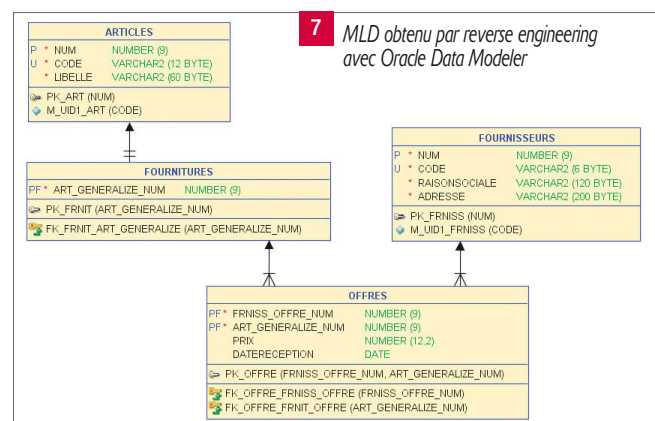 7 MLD obtenu par reverse engineering
avec Oracle Data Modeler
ARTICLES
P * NUM NUMBER (9)
U * CODE VARCHAR2 (12 BYTE)
* LIBELLE VARCHAR2 (60 BYTE)
PK_ART (NUM)
M_UID1_ART (CODE)
FOURNITURES
PF * ART_GENERALIZE_NUM NUMBER (9)
PK_FRNIT (ART_GENERALIZE_NUM)
FK_FRNIT_ART_GENERALIZE (ART_GENERALIZE_NUM)
FOURNISSEURS
P * NUM NUMBER (9)
U * CODE VARCHAR2 (6 BYTE)
* RAISONSOCIALE VARCHAR2 (120 BYTE)
* ADRESSE VARCHAR2 (200 BYTE)
PK_FRNISS (NUM)
M_UID1_FRNISS (CODE)
OFFRES
PF * FRNISS_OFFRE_NUM NUMBER (9)
PF * ART_GENERALIZE_NUM NUMBER (9)
PRIX NUMBER (12,2)
DATERECEPTION DATE
PK_OFFRE (FRNISS_OFFRE_NUM, ART_GENERALIZE_NUM)
FK_OFFRE_FRNISS_OFFRE (FRNISS_OFFRE_NUM)
FK_OFFRE_FRNIT_OFFRE (ART_GENERALIZE_NUM)